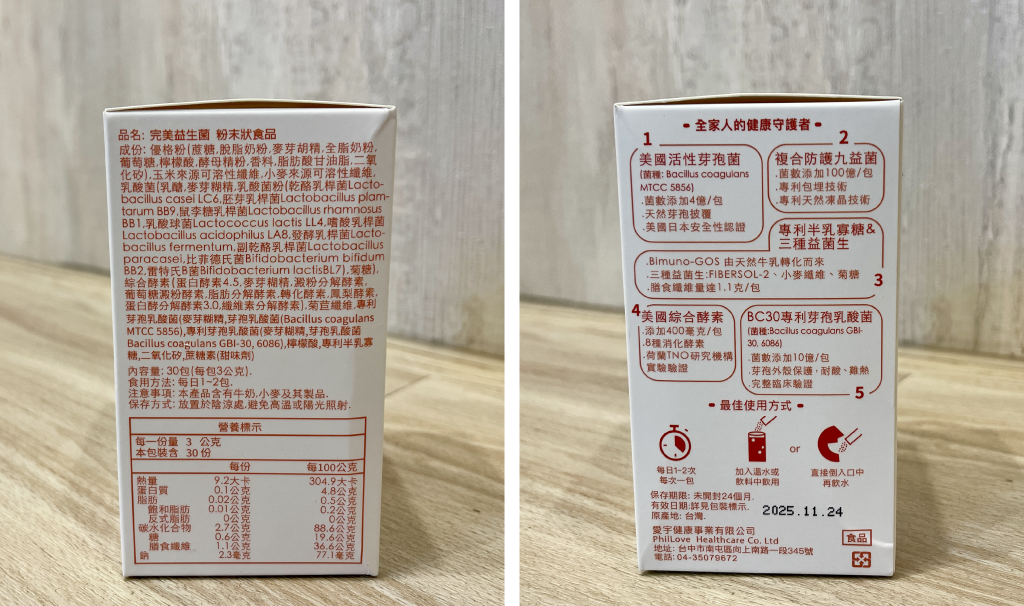 品名: 完美益生菌 粉末狀食品
成份: 優格粉(蔗糖,脫脂奶粉,麥芽胡精,全脂奶粉,
葡萄糖,檸檬酸,酵母精粉,香料,脂肪酸甘油脂,二氧
化矽),玉米來源可溶性纖維,小麥來源可溶性纖維,
乳酸菌(乳醣,麥芽糊精,乳酸菌粉(乾酪乳桿菌Lacto-
bacillus casei LC6,胚芽乳桿菌Lactobacillus plan-
tarum BB9,鼠李糖乳桿菌Lactobacillus rhamnosus
BB1,乳酸球菌Lactococcus lactis LL4,嗜酸乳桿菌
Lactobacillus acidophilus LA8,發酵乳桿菌Lacto-
bacillus fermentum,副乾酪乳桿菌Lactobacillus
paracasei,比菲德氏菌Bifidobacterium bifidum
BB2,雷特氏B菌Bifidobacterium lactisBL7),菊糖),
綜合酵素(蛋白酵素4.5,麥芽糊精,澱粉分解酵素,
葡萄糖澱粉酵素,脂肪分解酵素,轉化酵素,鳳梨酵素,
蛋白酵分解酵素3.0,纖維素分解酵素),菊苣纖維,專利
芽孢乳酸菌(麥芽糊精,芽孢乳酸菌(Bacillus coagulans
MTCC 5856),專利芽孢乳酸菌(麥芽糊精,芽孢乳酸菌
Bacillus coagulans GBI-30, 6086),檸檬酸,專利半乳寡
糖,二氧化矽,蔗糖素(甜味劑)
內容量: 30包(每包3公克).
食用方法: 每日1~2包.
注意事項: 本產品含有牛奶,小麥及其製品.
保存方式: 放置於陰涼處,避免高溫或陽光照射.
營養標示
每一份量 3 公克
本包裝含 30 份
每份 每100公克
熱量 9.2大卡 304.9大卡
蛋白質 0.1公克 4.8公克
脂肪 0.02公克 0.5公克
飽和脂肪 0.01公克 0.2公克
反式脂肪 0公克 0公克
碳水化合物 2.7公克 88.6公克
糖 0.6公克 19.6公克
膳食纖維 1.1公克 36.6公克
鈉 2.3毫克 77.1毫克
全家人的健康守護者
1
美國活性芽孢菌
(菌種: Bacillus coagulans
MTCC 5856)
.菌數添加4億/包
.天然芽孢披覆
.美國日本安全性認證
2
複合防護九益菌
.菌數添加100億/包
.專利包埋技術
.專利天然凍晶技術
專利半乳寡糖&
三種益菌生
.Bimuno-GOS 由天然牛乳轉化而來
.三種益菌生:FIBERSOL-2、小麥纖維、菊糖
.膳食纖維量達1.1克/包
3
4
美國綜合酵素
.添加400毫克/包
.8種消化酵素
.荷蘭TNO研究機構
實驗驗證
BC30專利芽孢乳酸菌
(菌種:Bacillus coagulans GBI-
30, 6086)
.菌數添加10億/包
.芽孢外殼保護,耐酸、難熱
.完整臨床驗證
5
最佳使用方式
每日1-2次
每次一包
加入溫水或
飲料中飲用
or
直接倒入口中
再飲水
保存期限: 未開封24個月.
有效日期:詳見包裝標示.
原產地: 台灣.
2025.11.24
愛宇健康事業有限公司
PhilLove Healthcare Co. Ltd
地址: 台中市南屯區向上南路一段345號
電話: 04-35079672
食品